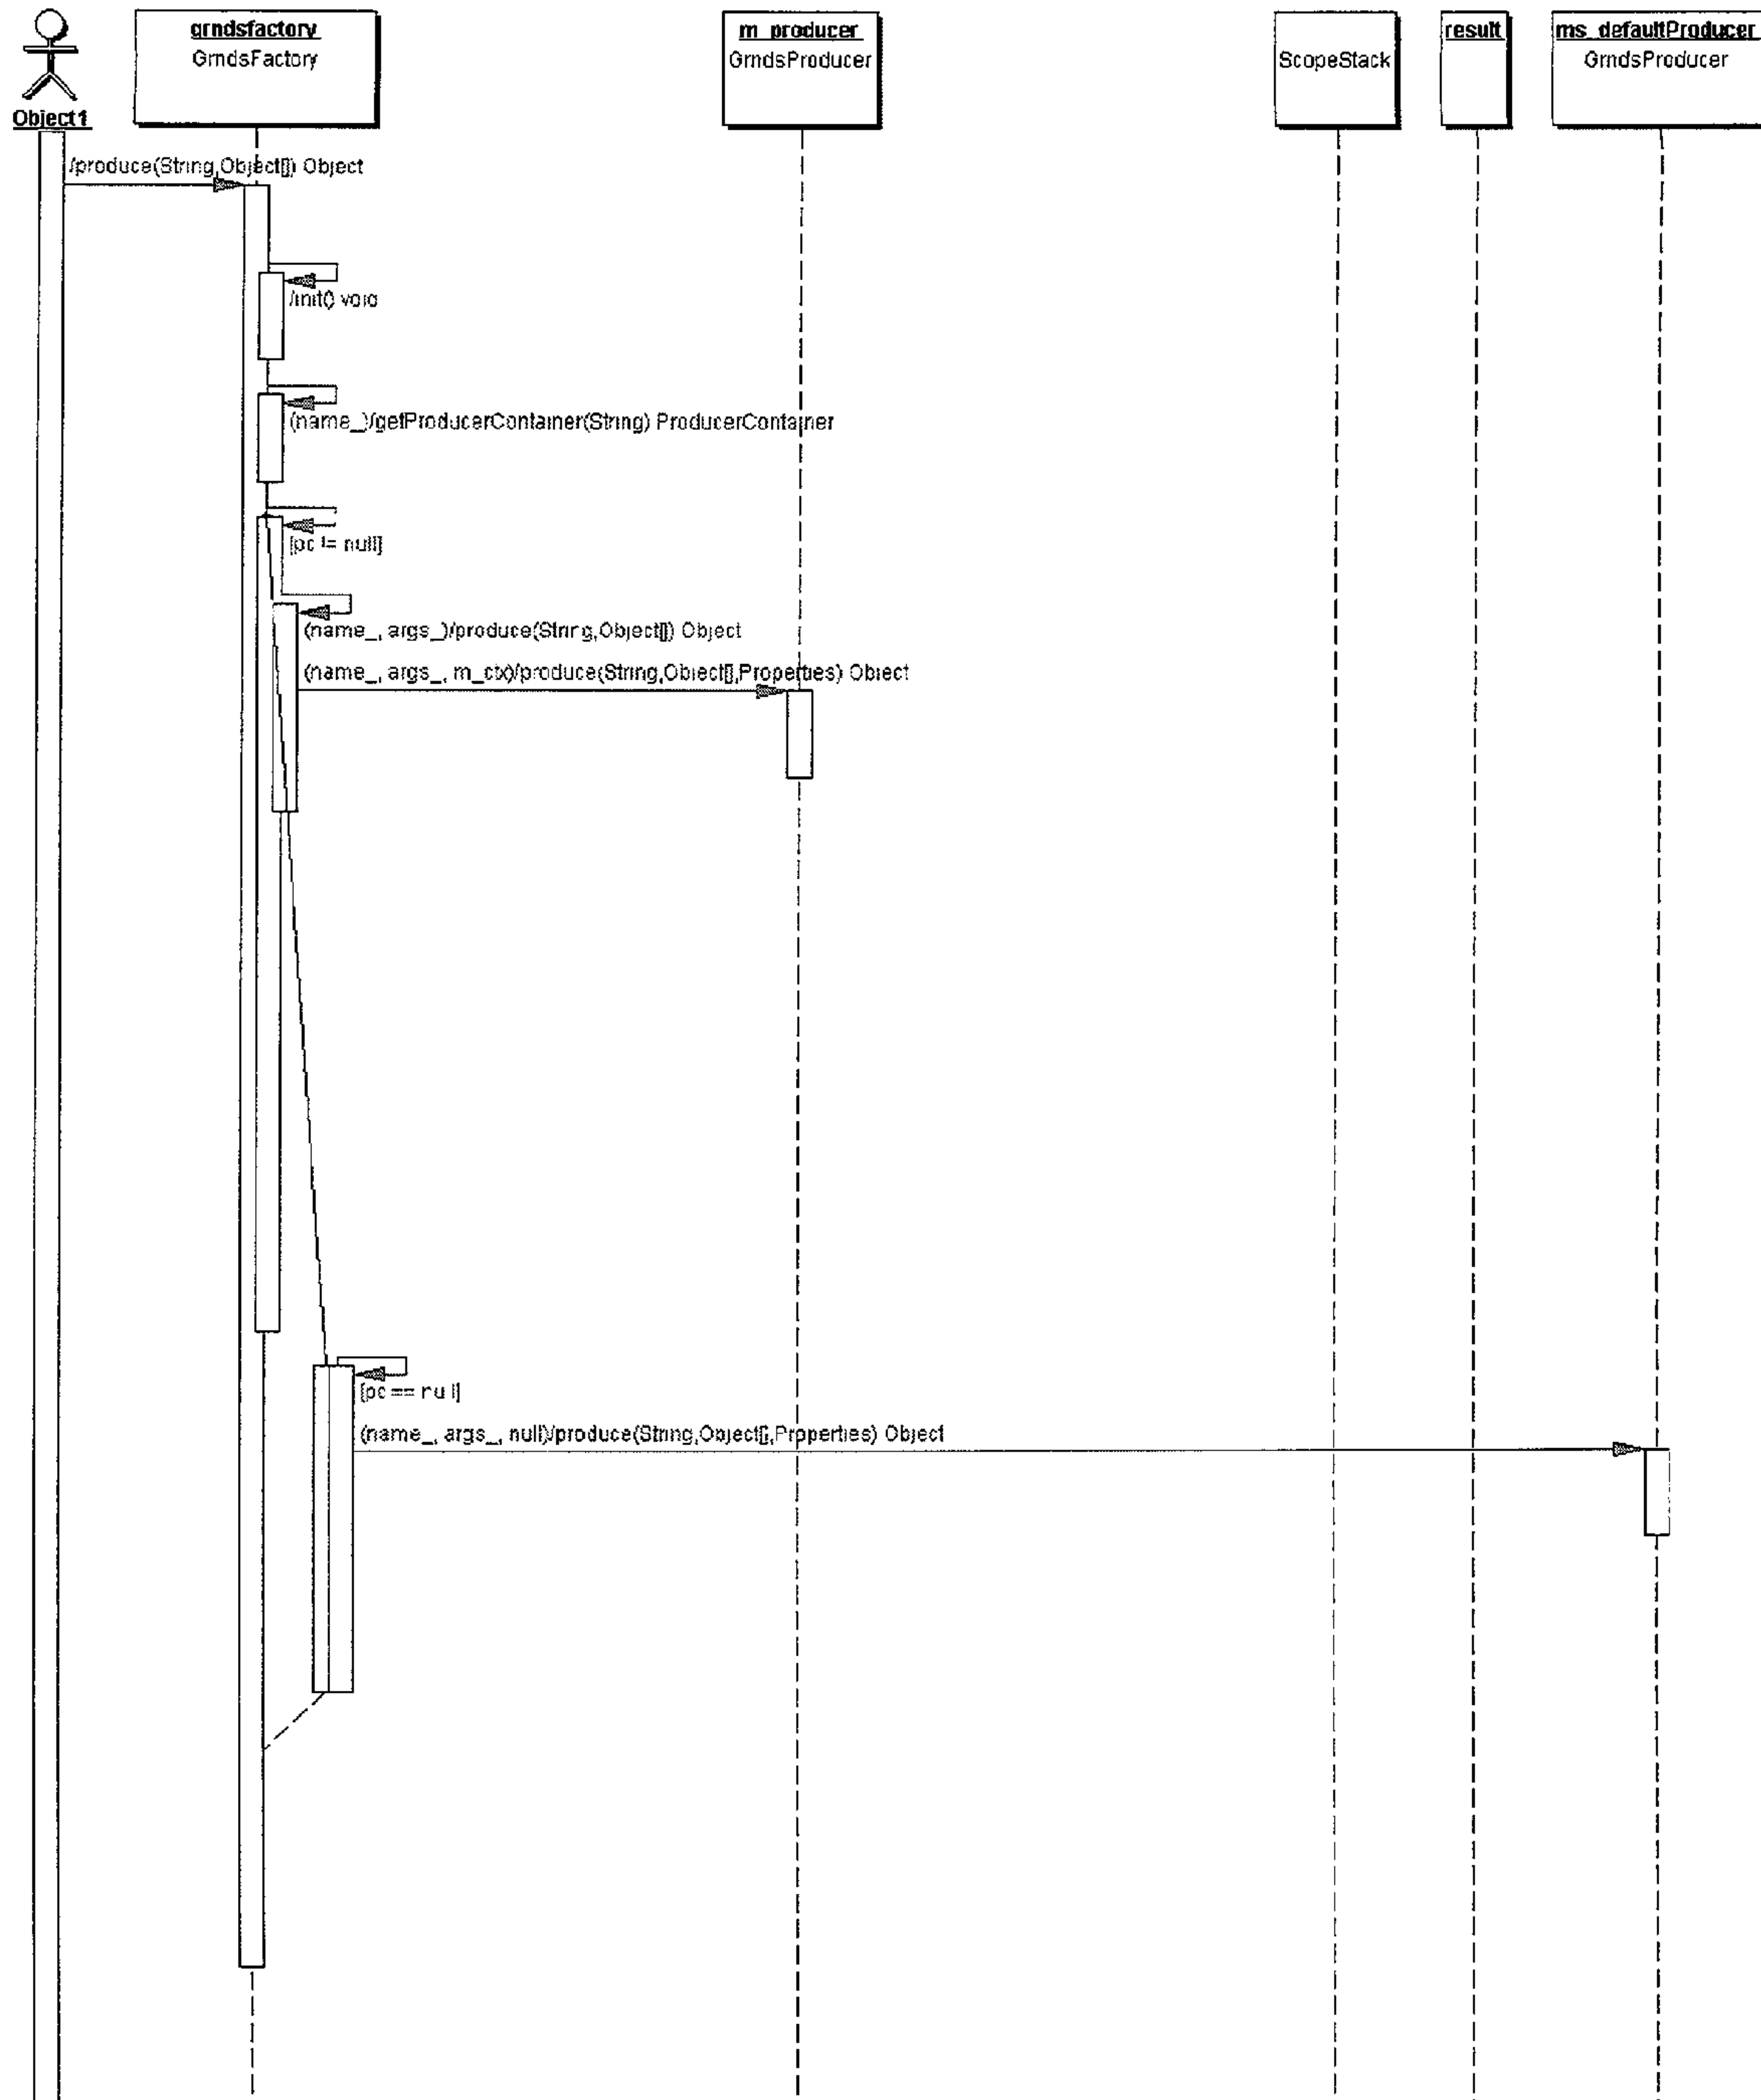 Object1
grndsfactory
GrndsFactory
m_producer
GrndsProducer
ScopeStack
result
ms_defaultProducer
GrndsProducer
/produce(String,Object[]) Object
/init() void
(name_)/getProducerContainer(String) ProducerContainer
[pc != null]
(name_, args_)/produce(String,Object[]) Object
(name_, args_, m_ctx)/produce(String,Object[],Properties) Object
[pc == null]
(name_, args_, null)/produce(String,Object[],Properties) Object